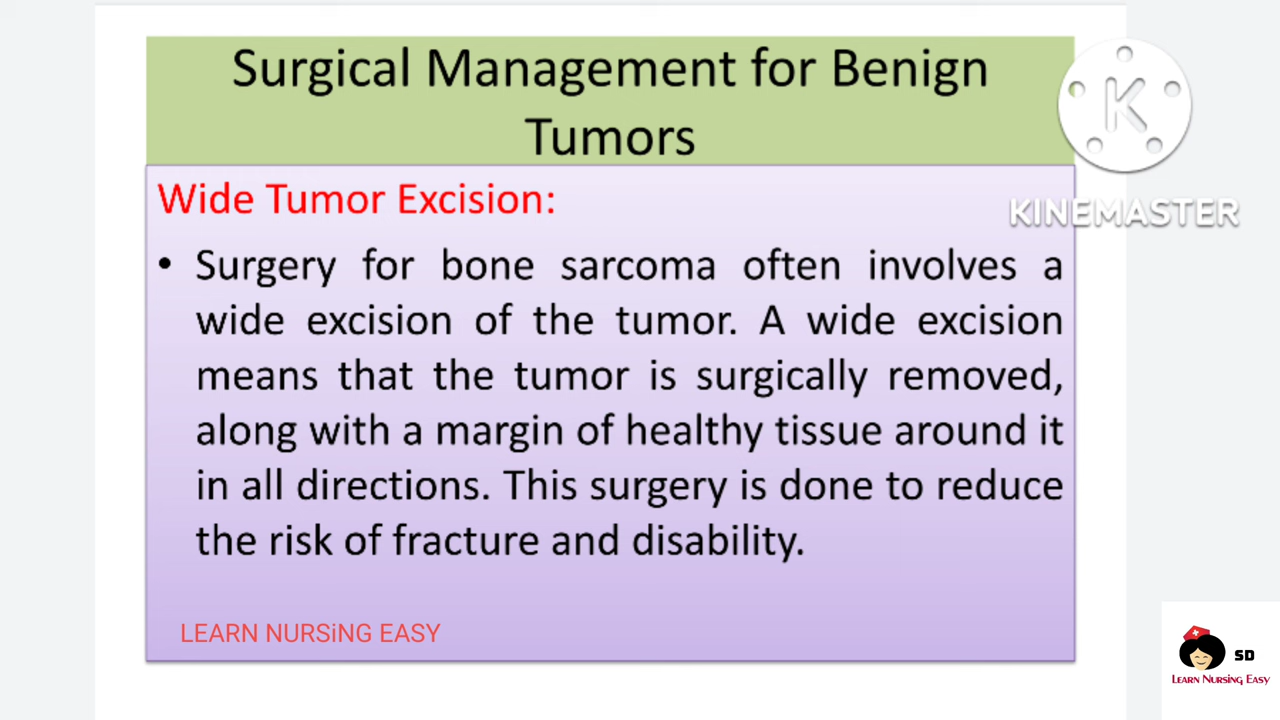 Surgical Management for Benign
Tumors
K
KINEMASTER
Wide Tumor Excision:
• Surgery for bone sarcoma often involves a
wide excision of the tumor. A wide excision
means that the tumor is surgically removed,
along with a margin of healthy tissue around it
in all directions. This surgery is done to reduce
the risk of fracture and disability.
LEARN NURSiNG EASY
SD
LEARN NURSING EASY